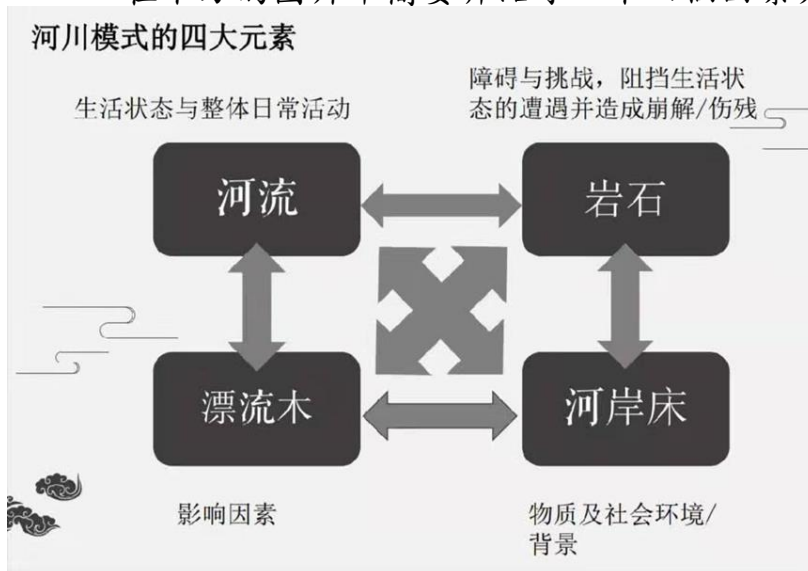 河川模式的四大元素
生活状态与整体日常活动
障碍与挑战，阻挡生活状
态的遭遇并造成崩解/伤残
河流
岩石
漂流木
河岸床
影响因素
物质及社会环境/
背景